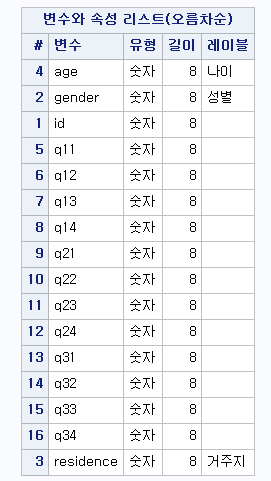 변수와 속성 리스트(오름차순)
# 변수 유형 길이 레이블
4 age 숫자 8 나이
2 gender 숫자 8 성별
1 id 숫자 8
5 q11 숫자 8
6 q12 숫자 8
7 q13 숫자 8
8 q14 숫자 8
9 q21 숫자 8
10 q22 숫자 8
11 q23 숫자 8
12 q24 숫자 8
13 q31 숫자 8
14 q32 숫자 8
15 q33 숫자 8
16 q34 숫자 8
3 residence 숫자 8 거주지